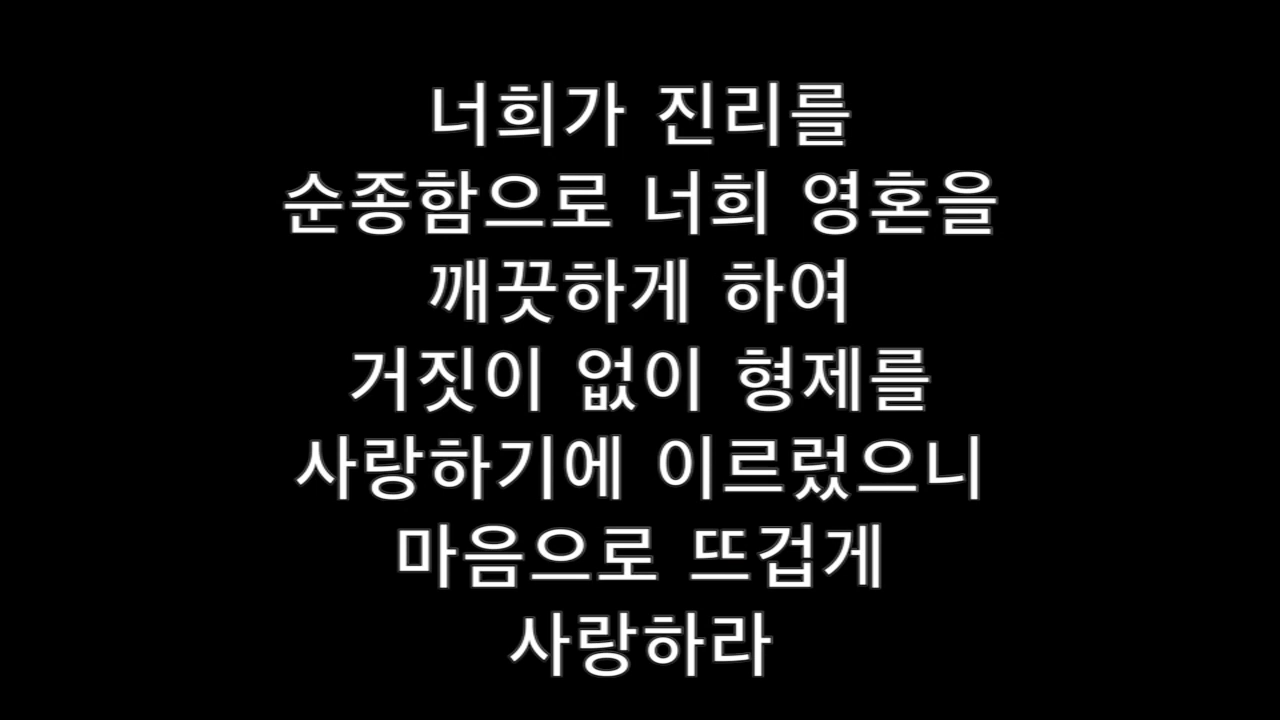 너희가 진리를
순종함으로 너희 영혼을
깨끗하게 하여
거짓이 없이 형제를
사랑하기에 이르렀으니
마음으로 뜨겁게
사랑하라